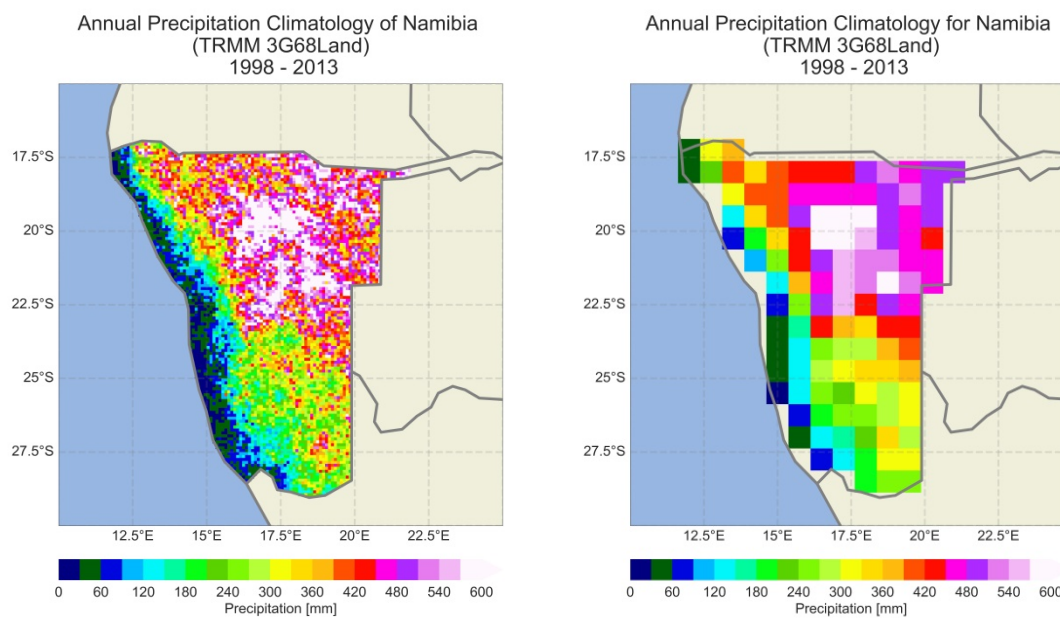 Annual Precipitation Climatology of Namibia
(TRMM 3G68Land)
1998 - 2013
17.5°S
20°S
22.5°S
25°S
27.5°S
12.5°E 15°E 17.5°E 20°E 22.5°E
0 60 120 180 240 300 360 420 480 600
Precipitation [mm]
Annual Precipitation Climatology for Namibia
(TRMM 3G68Land)
1998 - 2013
17.5°S
20°S
22.5°S
25°S
27.5°S
12.5°E 15°E 17.5°E 20°E 22.5°E
0 60 120 180 240 300 360 420 480 600
Precipitation [mm]